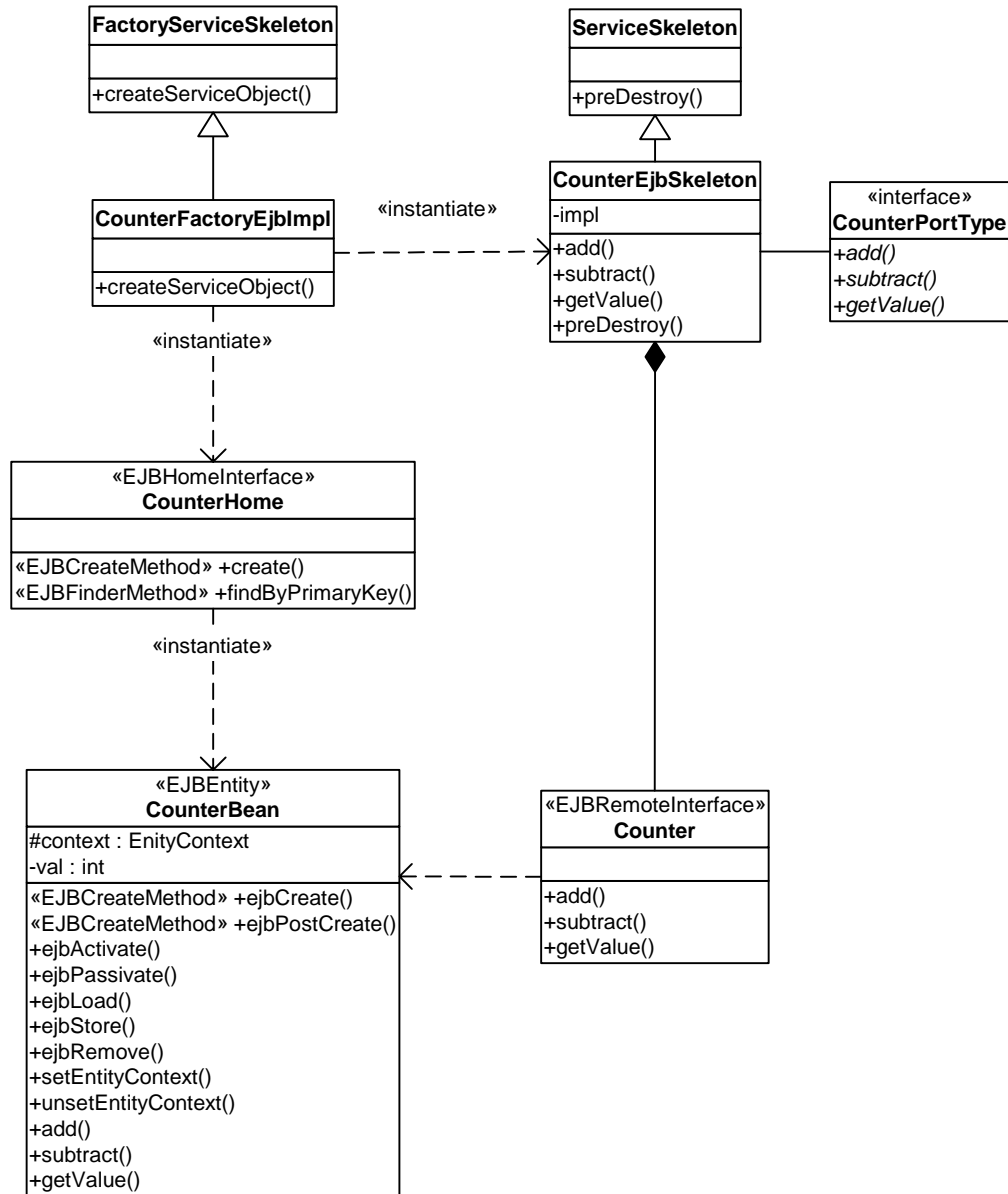 FactoryServiceSkeleton
+createServiceObject()
ServiceSkeleton
+preDestroy()
CounterFactoryEjbImpl
+createServiceObject()
«instantiate»
CounterEjbSkeleton
-impl
+add()
+subtract()
+getValue()
+preDestroy()
«interface»
CounterPortType
+add()
+subtract()
+getValue()
«instantiate»
«EJBHomeInterface»
CounterHome
«EJBCreateMethod» +create()
«EJBFinderMethod» +findByPrimaryKey()
«instantiate»
«EJBEntity»
CounterBean
#context : EnityContext
-val : int
«EJBCreateMethod» +ejbCreate()
«EJBCreateMethod» +ejbPostCreate()
+ejbActivate()
+ejbPassivate()
+ejbLoad()
+ejbStore()
+ejbRemove()
+setEntityContext()
+unsetEntityContext()
+add()
+subtract()
+getValue()
«EJBRemoteInterface»
Counter
+add()
+subtract()
+getValue()